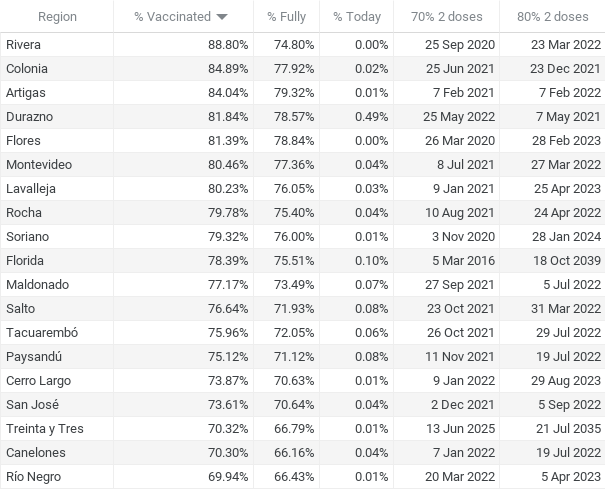 Region % Vaccinated % Fully % Today 70% 2 doses 80% 2 doses
Rivera 88.80% 74.80% 0.00% 25 Sep 2020 23 Mar 2022
Colonia 84.89% 77.92% 0.02% 25 Jun 2021 23 Dec 2021
Artigas 84.04% 79.32% 0.01% 7 Feb 2021 7 Feb 2022
Durazno 81.84% 78.57% 0.49% 25 May 2022 7 May 2021
Flores 81.39% 78.84% 0.00% 26 Mar 2020 28 Feb 2023
Montevideo 80.46% 77.36% 0.04% 8 Jul 2021 27 Mar 2022
Lavalleja 80.23% 76.05% 0.03% 9 Jan 2021 25 Apr 2023
Rocha 79.78% 75.40% 0.04% 10 Aug 2021 24 Apr 2022
Soriano 79.32% 76.00% 0.01% 3 Nov 2020 28 Jan 2024
Florida 78.39% 75.51% 0.10% 5 Mar 2016 18 Oct 2039
Maldonado 77.17% 73.49% 0.07% 27 Sep 2021 5 Jul 2022
Salto 76.64% 71.93% 0.08% 23 Oct 2021 31 Mar 2022
Tacuarembó 75.96% 72.05% 0.06% 26 Oct 2021 29 Jul 2022
Paysandú 75.12% 71.12% 0.08% 11 Nov 2021 19 Jul 2022
Cerro Largo 73.87% 70.63% 0.01% 9 Jan 2022 29 Aug 2023
San José 73.61% 70.64% 0.04% 2 Dec 2021 5 Sep 2022
Treinta y Tres 70.32% 66.79% 0.01% 13 Jun 2025 21 Jul 2035
Canelones 70.30% 66.16% 0.04% 7 Jan 2022 19 Jul 2022
Río Negro 69.94% 66.43% 0.01% 20 Mar 2022 5 Apr 2023